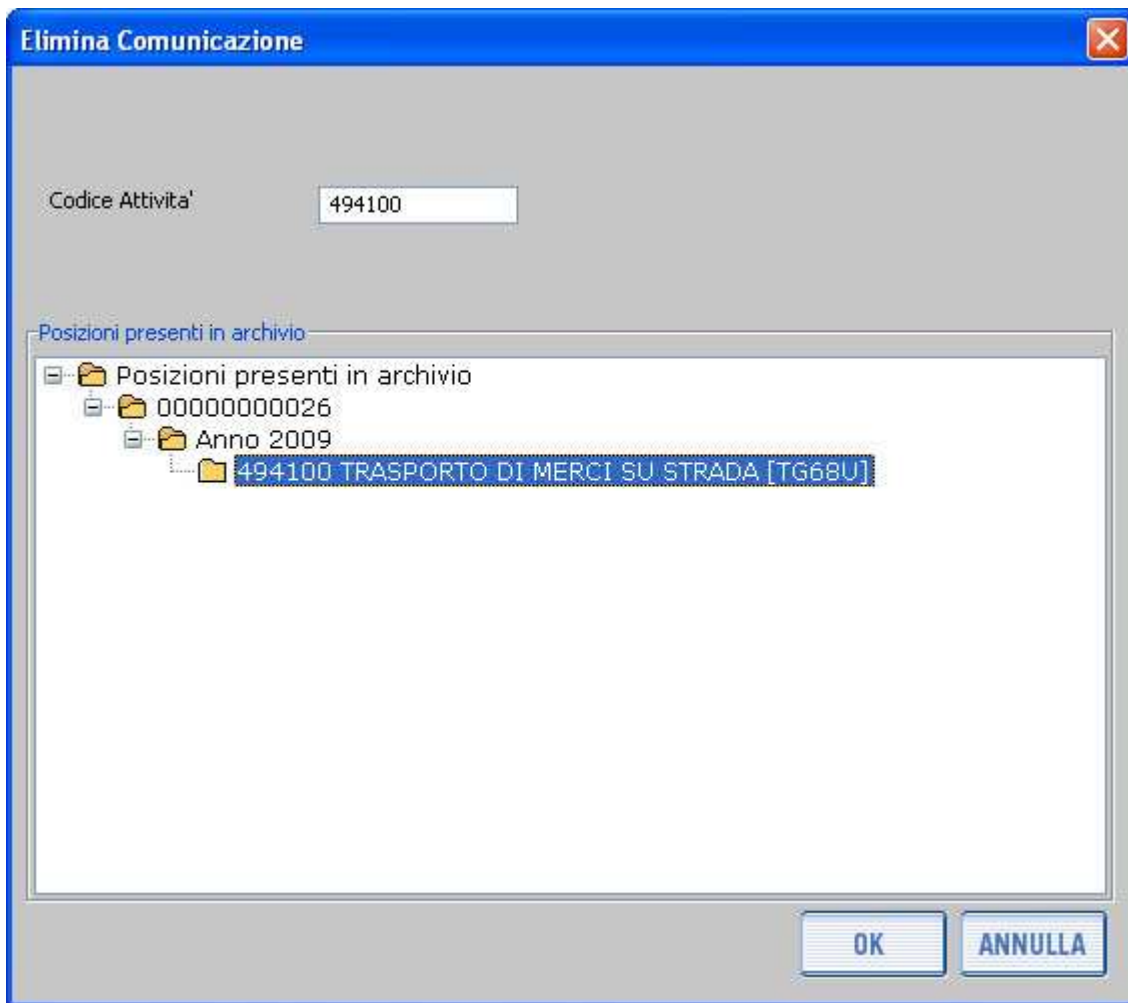 Elimina Comunicazione
Codice Attivita' 494100
Posizioni presenti in archivio
Posizioni presenti in archivio
00000000026
Anno 2009
494100 TRASPORTO DI MERCI SU STRADA [TG68U]
OK ANNULLA